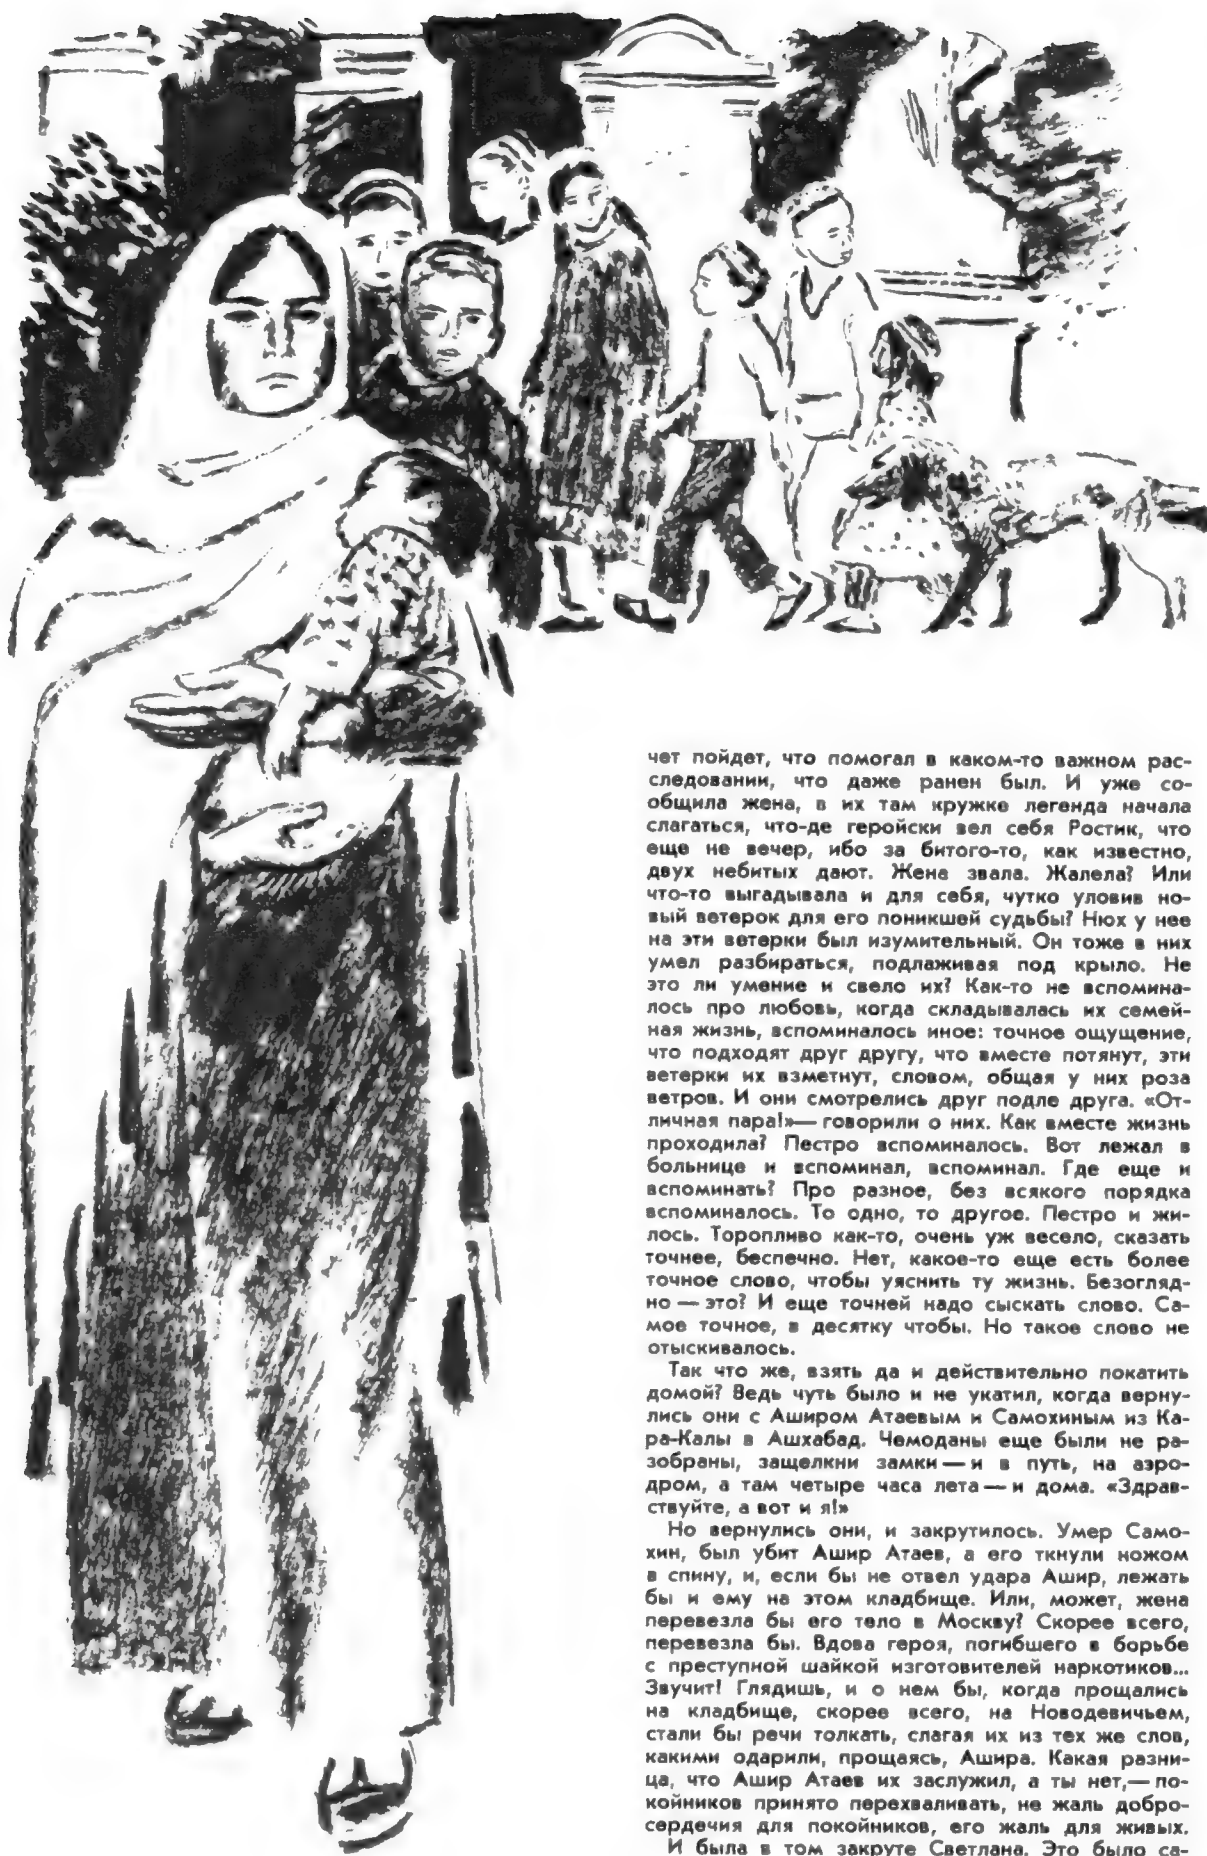 чет пойдет, что помогал в каком-то важном рас-
следовании, что даже ранен был. И уже со-
общила жена, в их там кружке легенда начала
слагаться, что-де геройски вел себя Ростик, что
еще не вечер, ибо за битого-то, как известно,
двух небитых дают. Жена звала. Жалела? Или
что-то выгадывала и для себя, чутко уловив но-
вый ветерок для его поникшей судьбы? Нюх у нее
на эти ветерки был изумительный. Он тоже в них
умел разбираться, подлаживая под крыло. Не
это ли умение и свело их? Как-то не вспомина-
лось про любовь, когда складывалась их семей-
ная жизнь, вспоминалось иное: точное ощущение,
что подходят друг другу, что вместе потянут, эти
ветерки их взметнут, словом, общая у них роза
ветров. И они смотрелись друг подле друга. «От-
личная пара!»— говорили о них. Как вместе жизнь
проходила? Пестро вспоминалось. Вот лежал в
больнице и вспоминал, вспоминал. Где еще и
вспоминать? Про разное, без всякого порядка
вспоминалось. То одно, то другое. Пестро и жи-
лось. Торопливо как-то, очень уж весело, сказать
точнее, беспечно. Нет, какое-то еще есть более
точное слово, чтобы уяснить ту жизнь. Безогляд-
но — это? И еще точней надо сыскать слово. Са-
мое точное, в десятку чтобы. Но такое слово не
отыскивалось.
Так что же, взять да и действительно покатить
домой? Ведь чуть было и не укатил, когда верну-
лись они с Аширом Атаевым и Самохиным из Ка-
ра-Калы в Ашхабад. Чемоданы еще были не ра-
зобраны, защелкни замки — и в путь, на аэро-
дром, а там четыре часа лета — и дома. «Здрав-
ствуйте, а вот и я!»
Но вернулись они, и закрутилось. Умер Само-
хин, был убит Ашир Атаев, а его ткнули ножом
в спину, и, если бы не отвел удара Ашир, лежать
бы и ему на этом кладбище. Или, может, жена
перевезла бы его тело в Москву? Скорее всего,
перевезла бы. Вдова героя, погибшего в борьбе
с преступной шайкой изготовителей наркотиков...
Звучит! Глядишь, и о нем бы, когда прощались
на кладбище, скорее всего, на Новодевичьем,
стали бы речи толкать, слагая их из тех же слов,
какими одарили, прощаясь, Ашира. Какая разни-
ца, что Ашир Атаев их заслужил, а ты нет,— по-
койников принято перехваливать, не жаль добро-
сердечия для покойников, его жаль для живых.
И была в том закруте Светлана. Это было са-